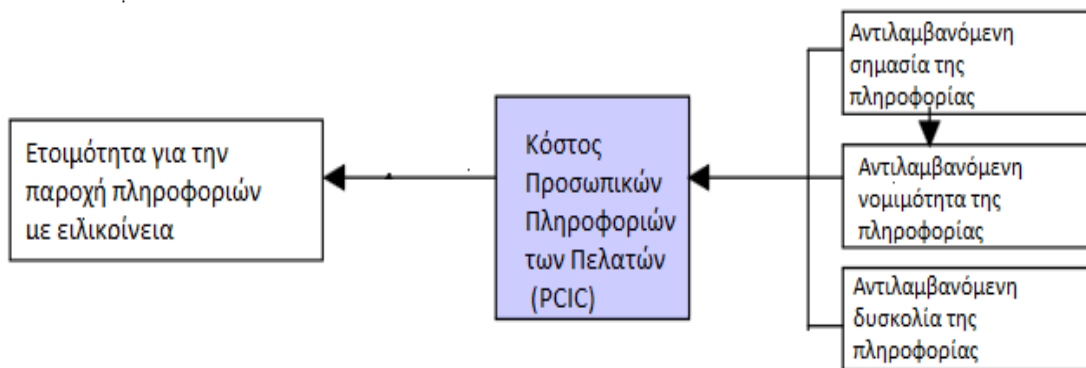 Ετοιμότητα για την
παροχή πληροφοριών
με ειλικρίνεια
Κόστος
Προσωπικών
Πληροφοριών
των Πελατών
(PCIC)
Αντιλαμβανόμενη
σημασία της
πληροφορίας
Αντιλαμβανόμενη
νομιμότητα της
πληροφορίας
Αντιλαμβανόμενη
δυσκολία της
πληροφορίας